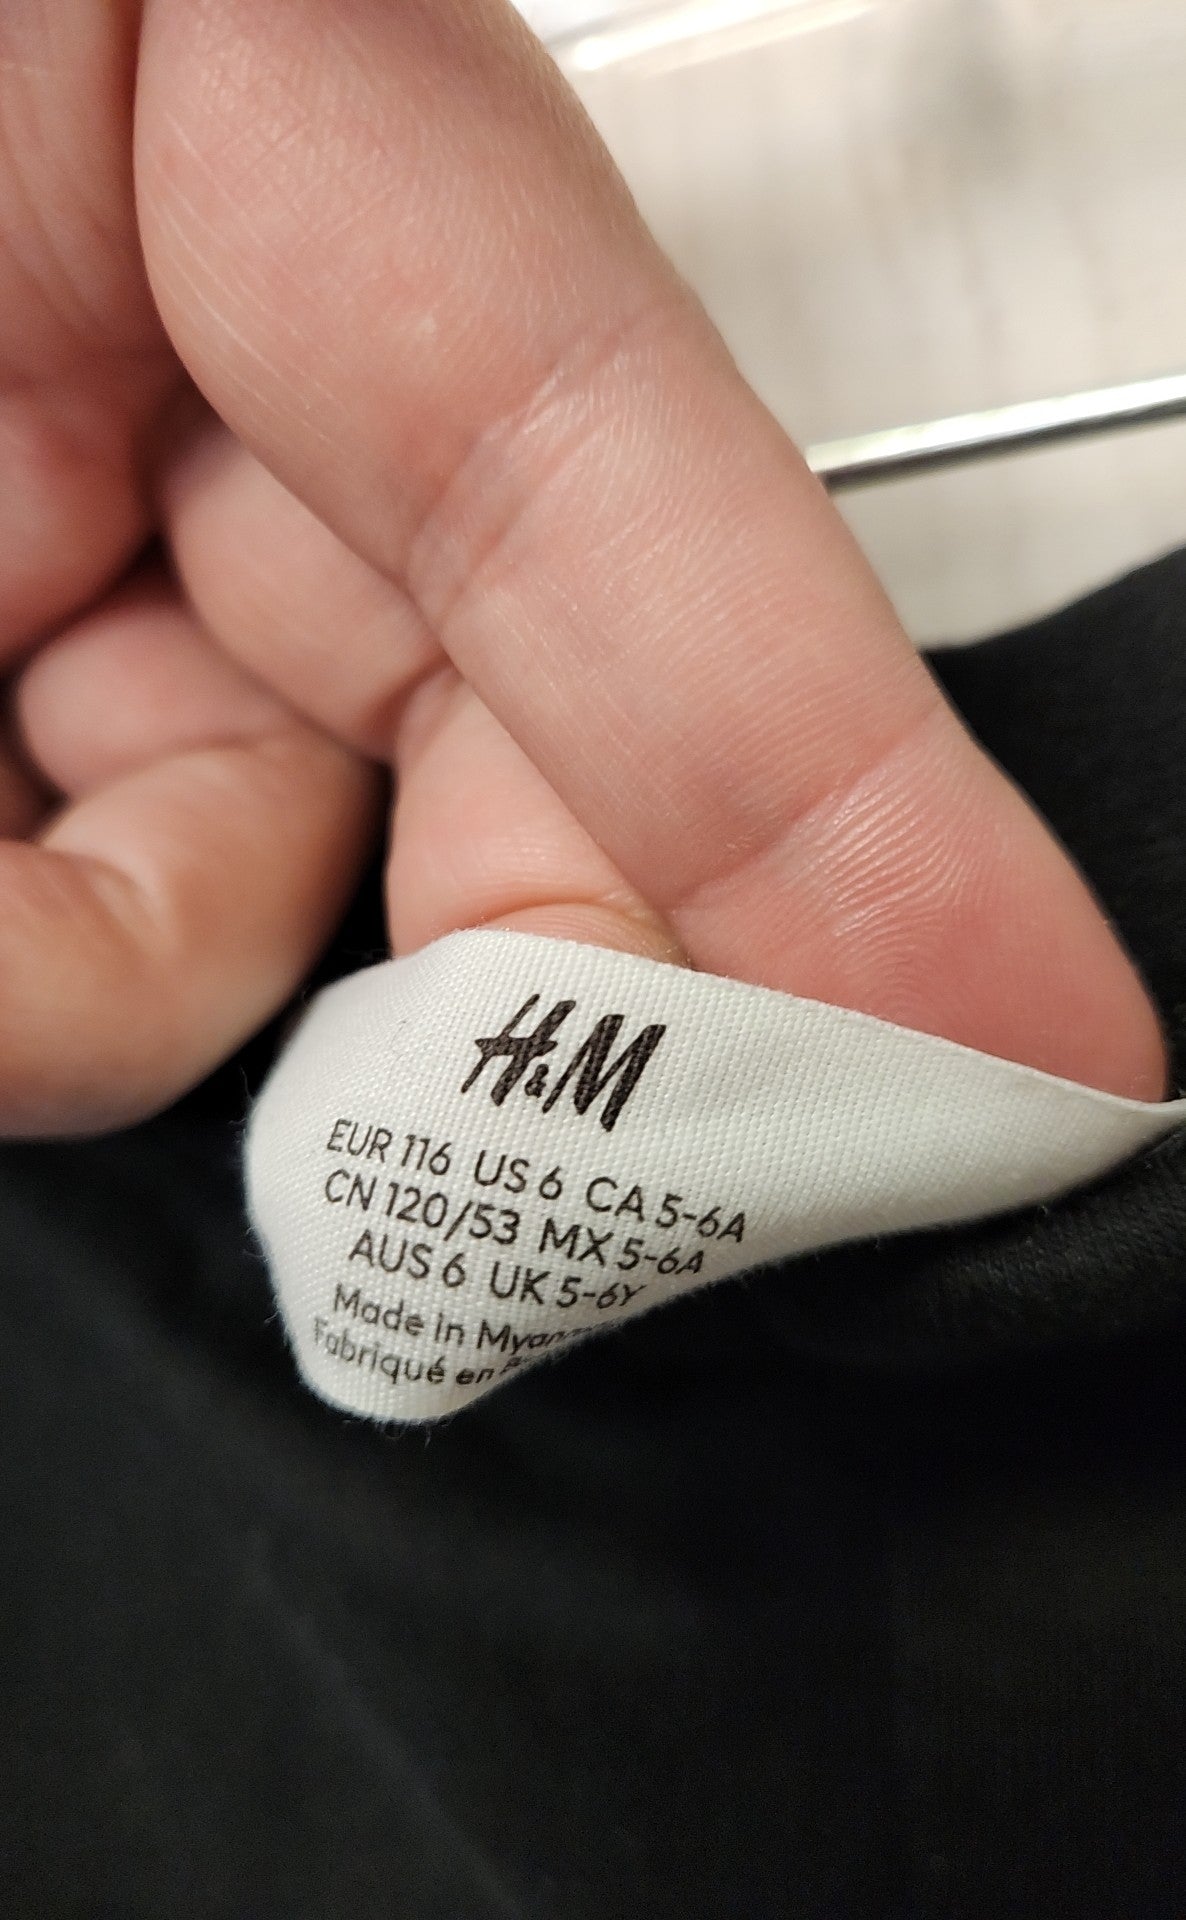 H&M
EUR 116 US 6 CA 5-6A
CN 120/53 MX 5-6A
AUS 6 UK 5-6Y
Made in
Fabriqué en